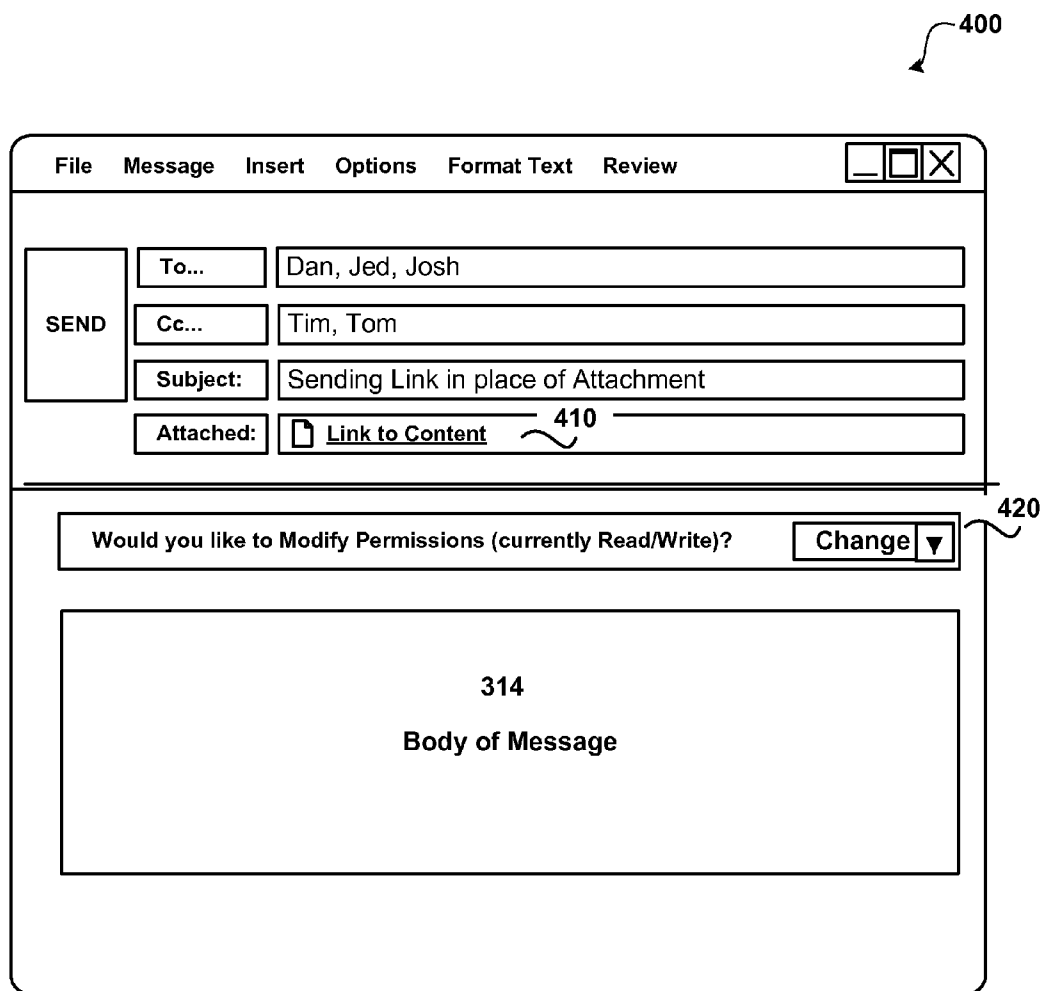 400
File Message Insert Options Format Text Review
To... Dan, Jed, Josh
SEND Cc... Tim, Tom
Subject: Sending Link in place of Attachment
Attached: Link to Content 410
420
Would you like to Modify Permissions (currently Read/Write)? Change
314
Body of Message